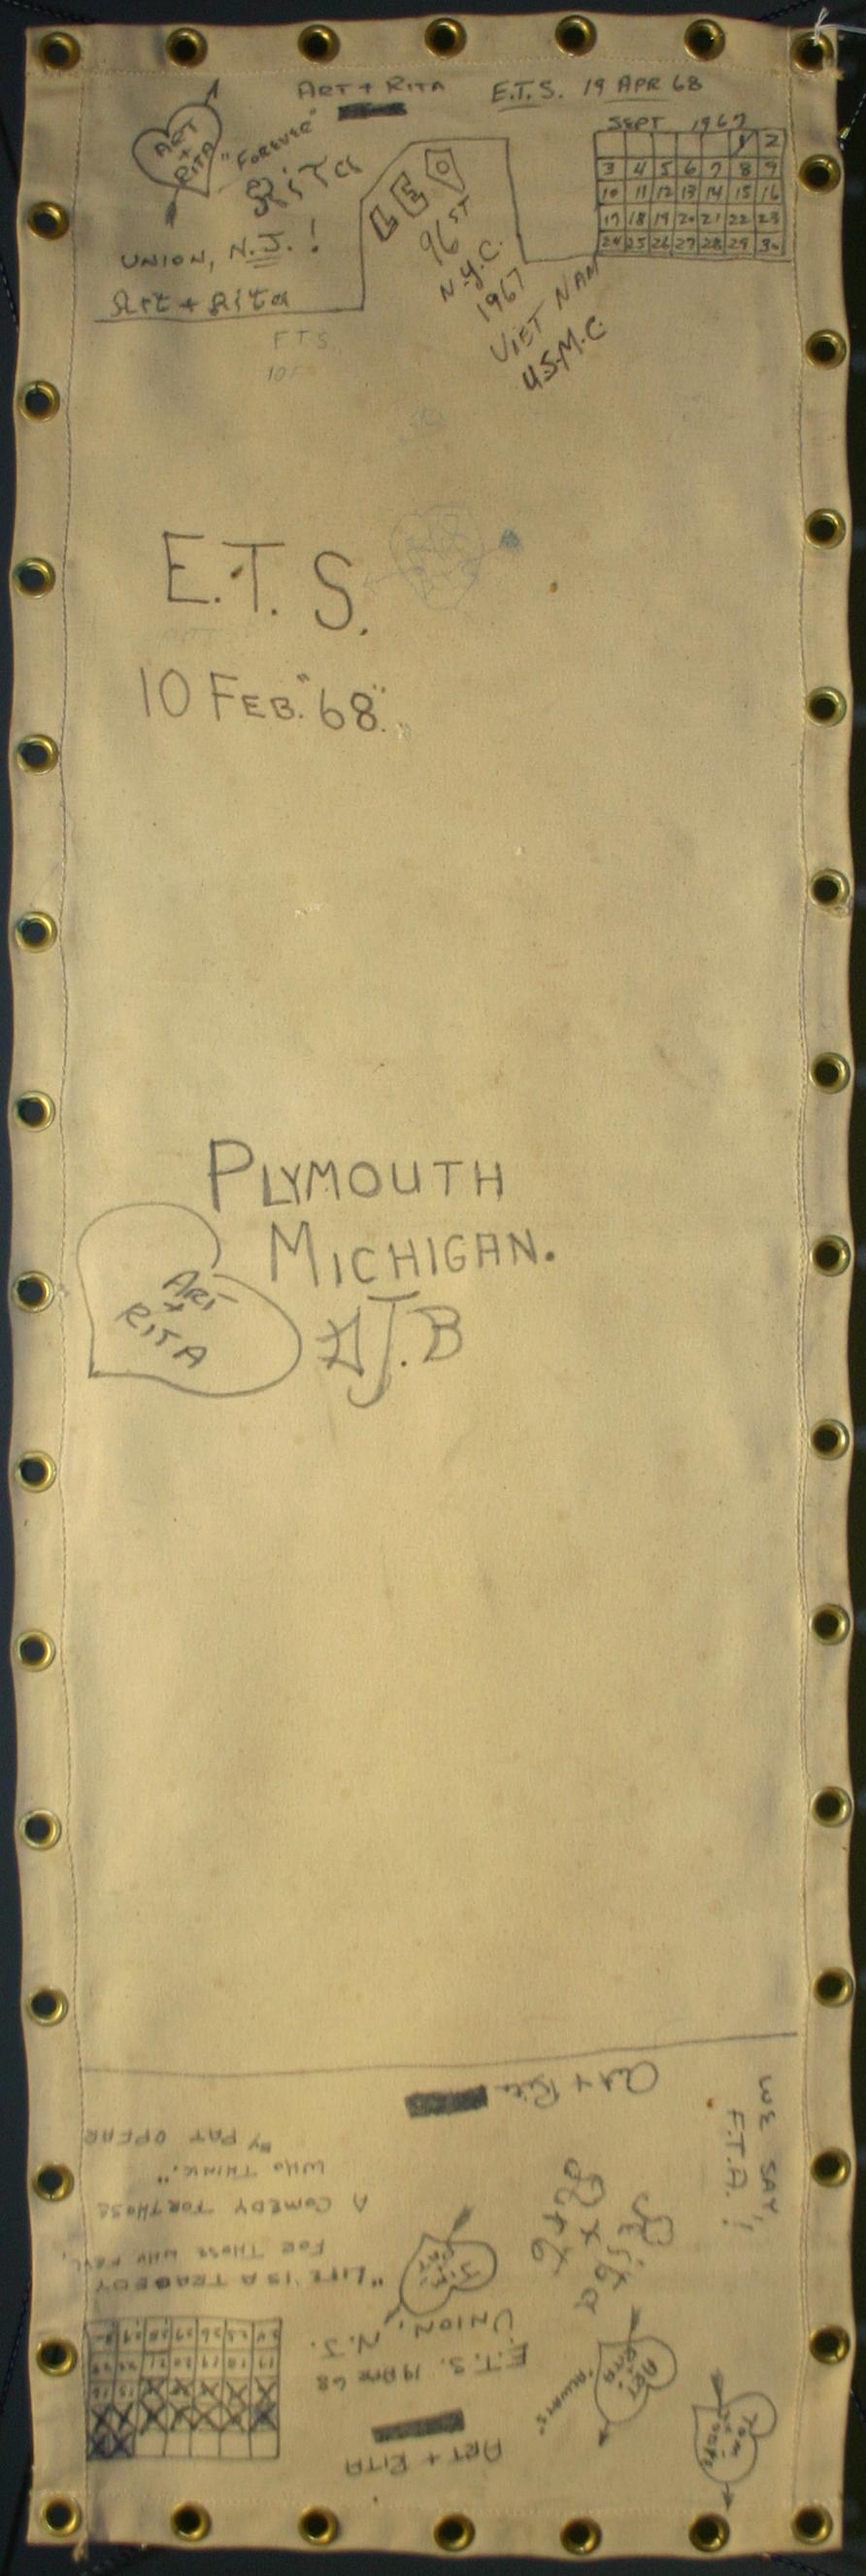 ART + RITA
E.T.S. 19 APR 68
ART
+
RITA
"FOREVER"
Rita
SEPT 1967
1 2
3 4 5 6 7 8 9
10 11 12 13 14 15 16
17 18 19 20 21 22 23
24 25 26 27 28 29 30
LEO
96 ST
N.Y.C.
1967
VIET NAM
U.S.M.C.
UNION, N.J. !
Art + Rita
E.T.S.
10 FEB. "68"
PLYMOUTH
MICHIGAN.
ART
+
RITA
A J.B
WE SAY,
F.T.A. !
Art + Rita
ART + RITA
E.T.S. 19 APR 68
UNION, N.J.
ART
+
RITA
"ALWAYS"
"LIFE IS A TRAGEDY
FOR THOSE WHO FEEL,
A COMEDY FOR THOSE
WHO THINK."
BY PAT